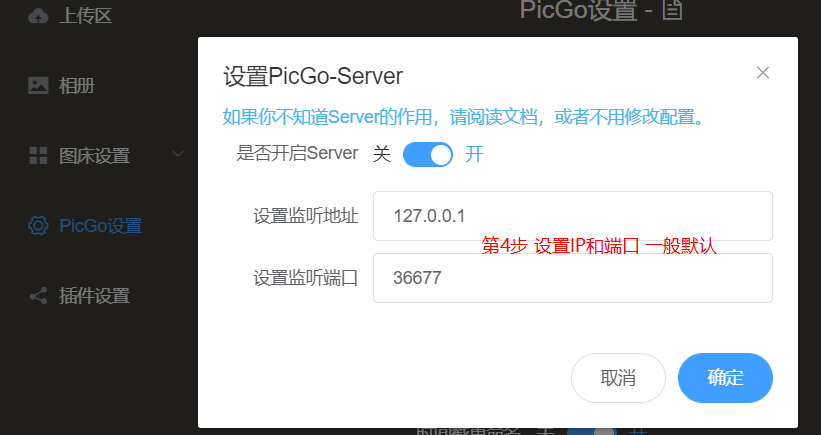 上传区
PicGo设置 -
相册
图床设置
PicGo设置
插件设置
设置PicGo-Server
如果你不知道Server的作用，请阅读文档，或者不用修改配置。
是否开启Server 关 开
设置监听地址 127.0.0.1
第4步 设置IP和端口 一般默认
设置监听端口 36677
取消 确定